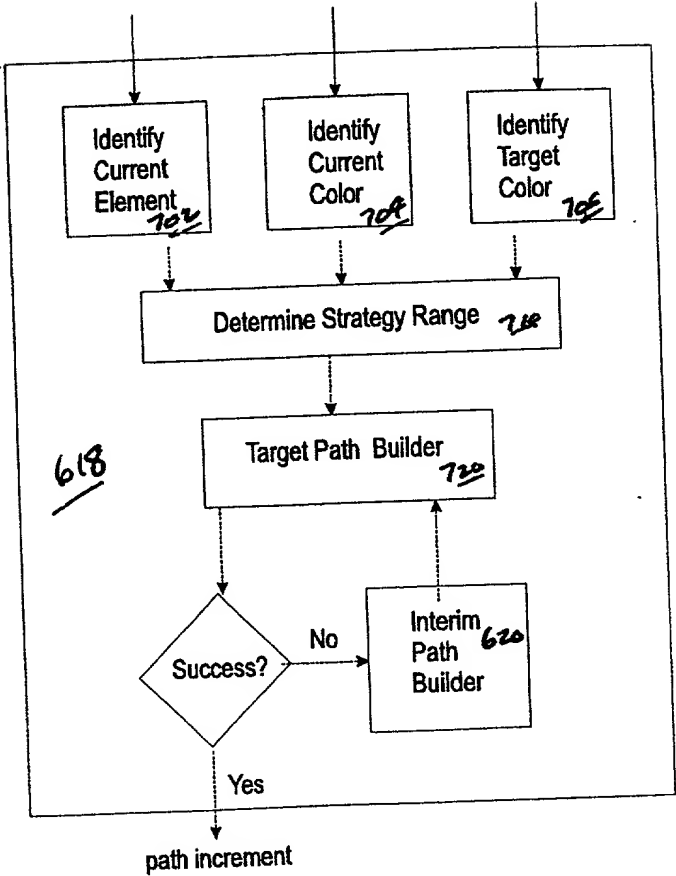 Identify
Current
Element
702
Identify
Current
Color
704
Identify
Target
Color
706
Determine Strategy Range
Target Path Builder
720
618
Success?
No
Interim
Path
Builder
620
Yes
path increment